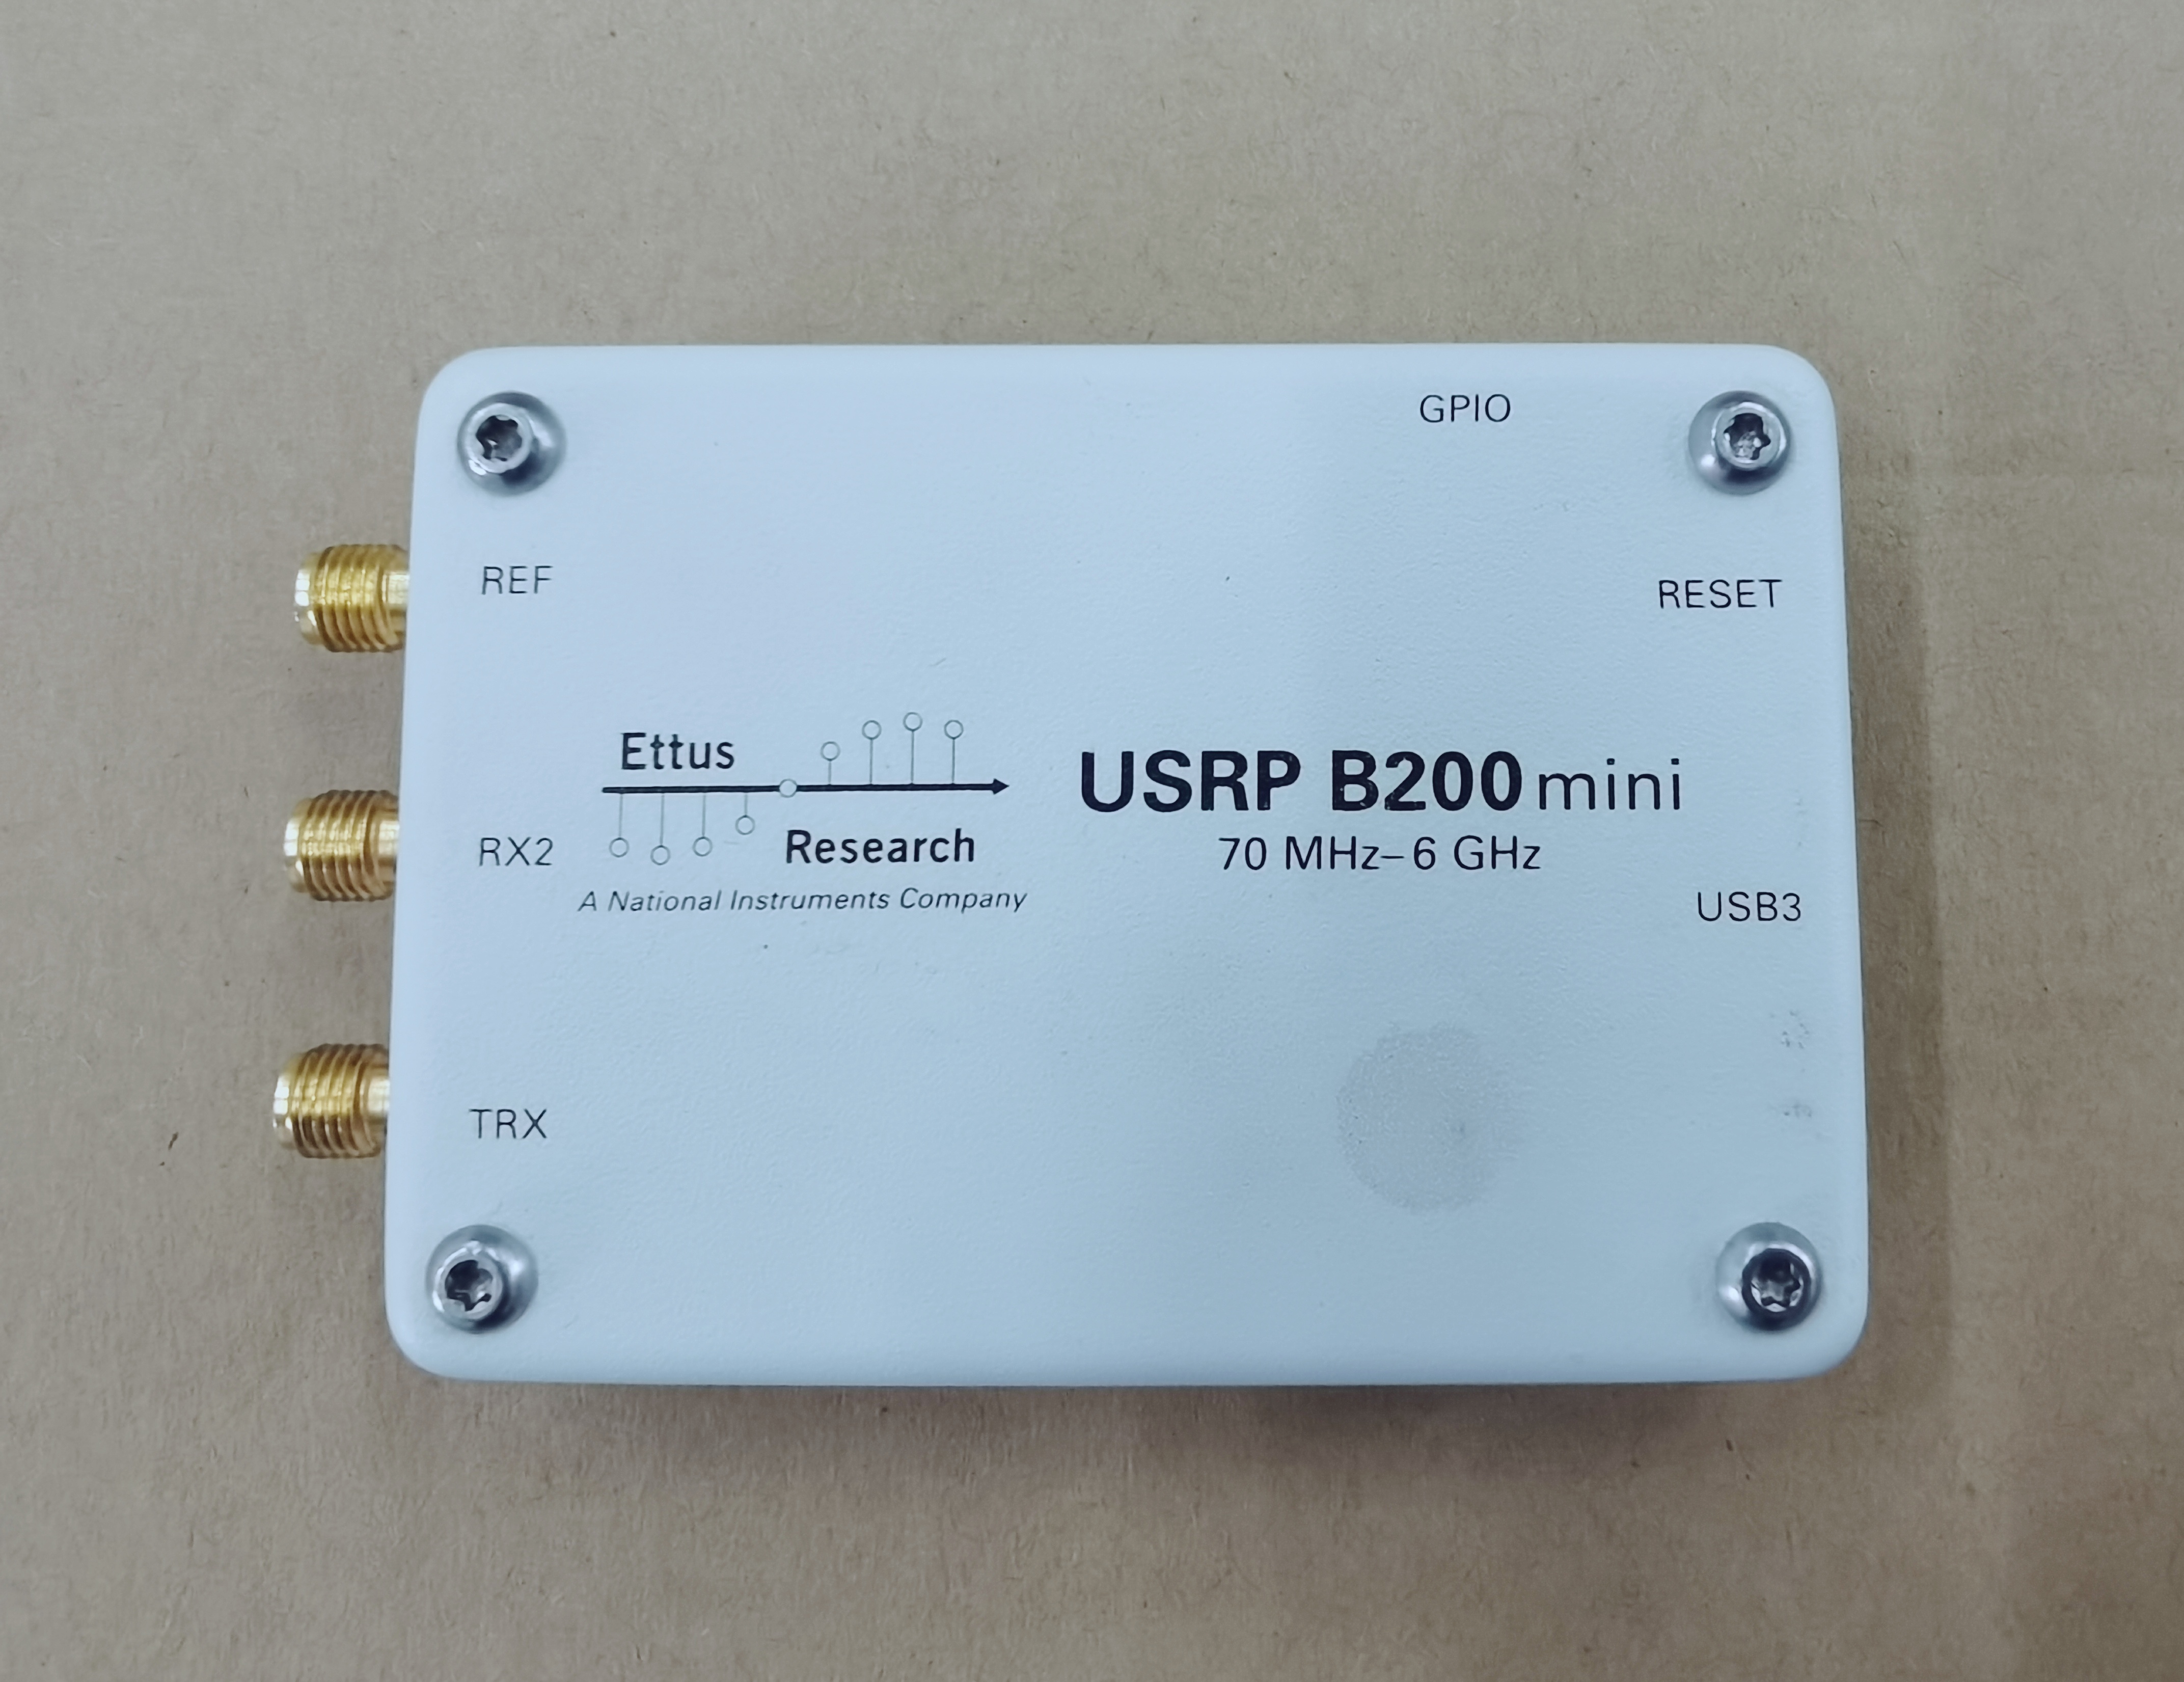 GPIO
REF
RESET
Ettus
Research
A National Instruments Company
USRP B200mini
70 MHz–6 GHz
RX2
USB3
TRX